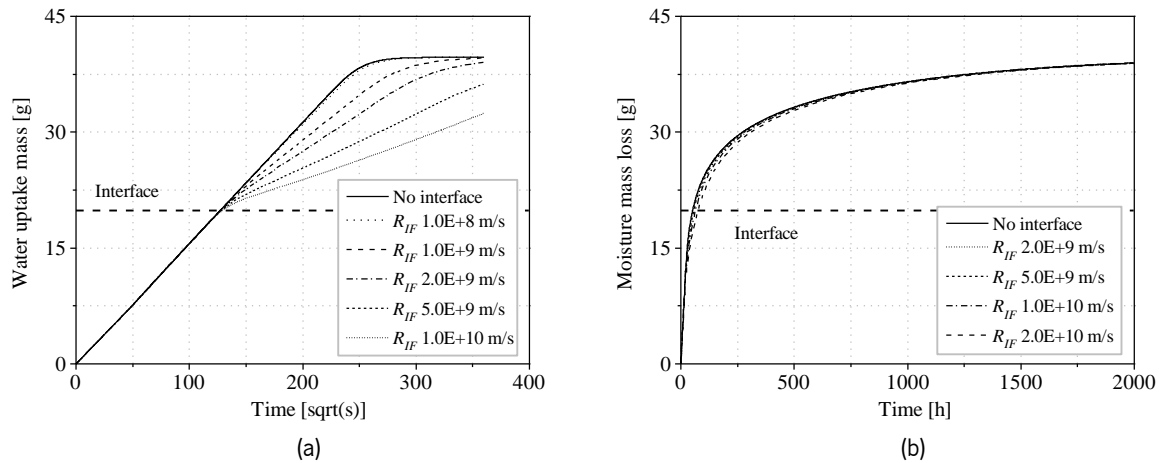 45
30
15
0
Water uptake mass [g]
Interface
No interface
R_IF 1.0E+8 m/s
R_IF 1.0E+9 m/s
R_IF 2.0E+9 m/s
R_IF 5.0E+9 m/s
R_IF 1.0E+10 m/s
0 100 200 300 400
Time [sqrt(s)]
(a)
45
30
15
0
Moisture mass loss [g]
Interface
No interface
R_IF 2.0E+9 m/s
R_IF 5.0E+9 m/s
R_IF 1.0E+10 m/s
R_IF 2.0E+10 m/s
0 500 1000 1500 2000
Time [h]
(b)